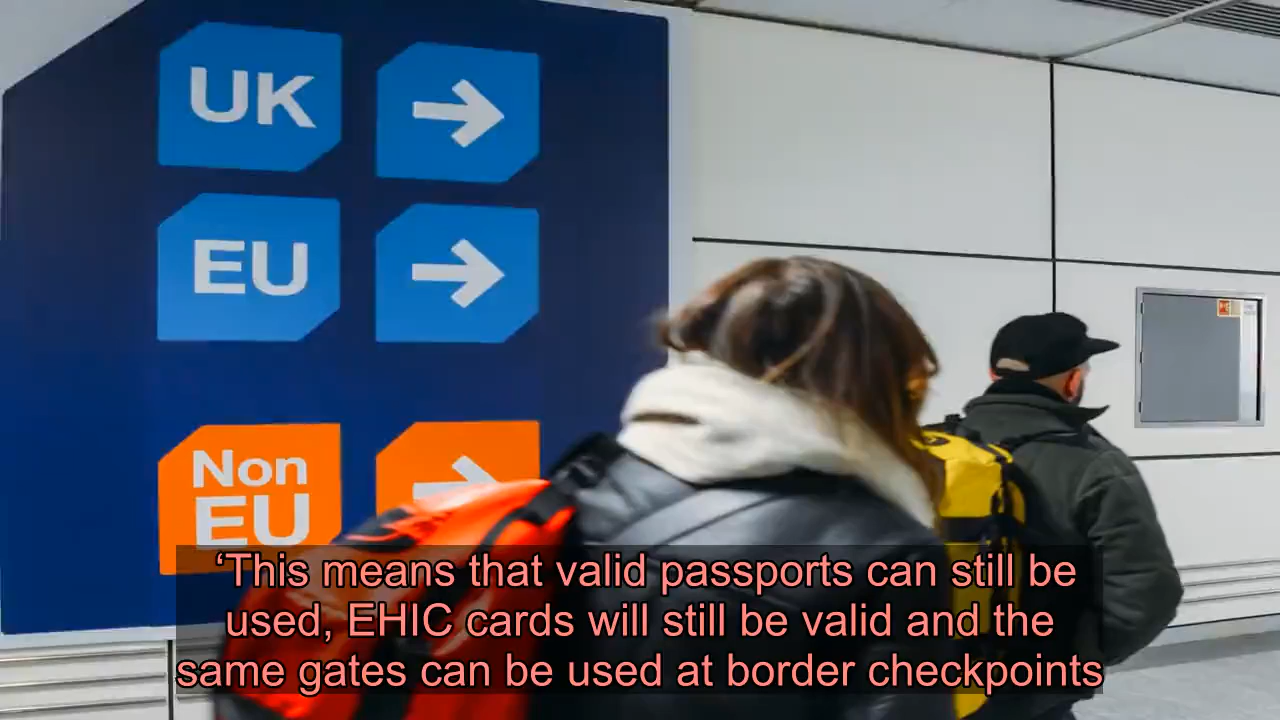 UK
EU
Non
EU
‘This means that valid passports can still be
used, EHIC cards will still be valid and the
same gates can be used at border checkpoints